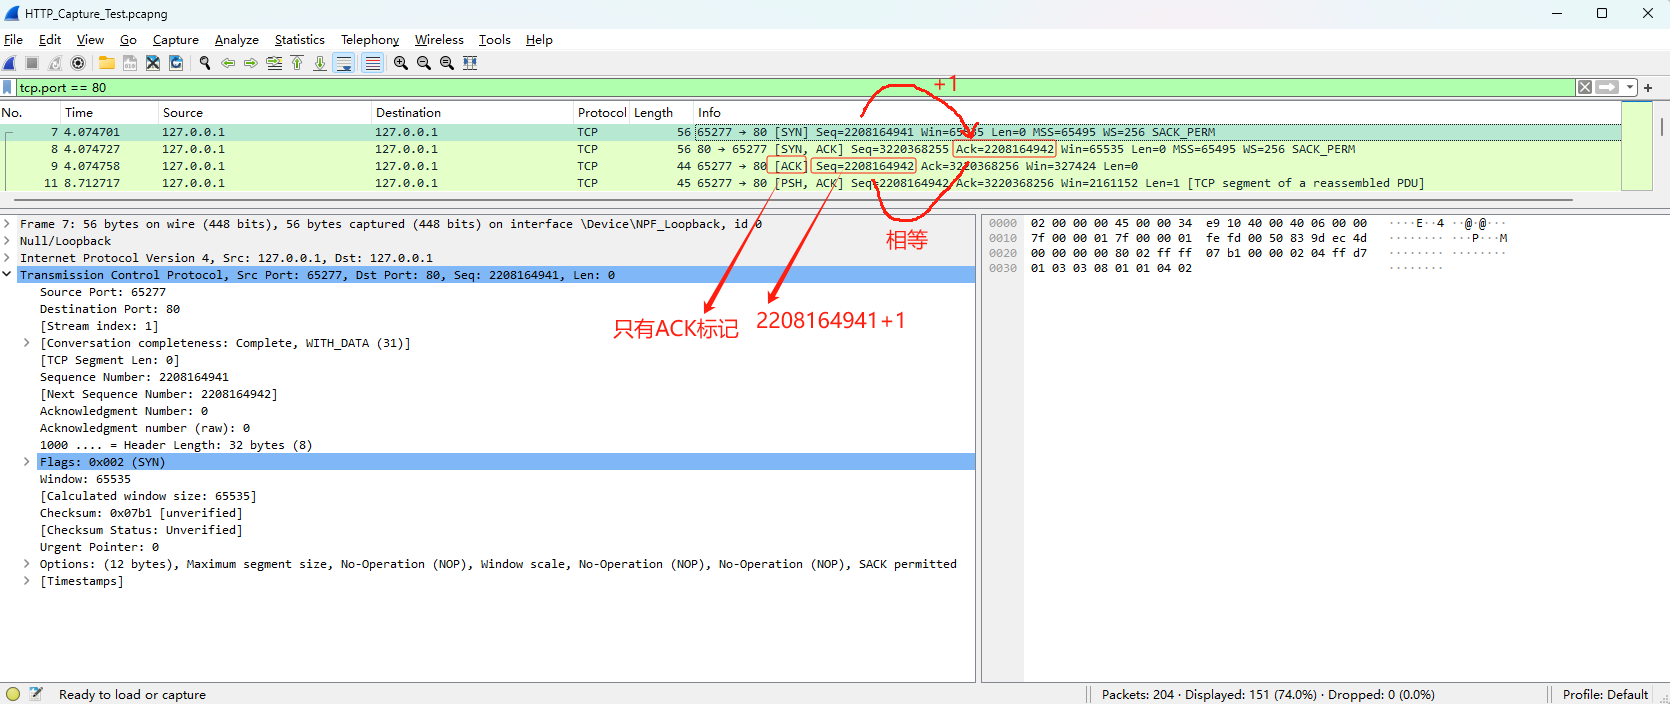 HTTP_Capture_Test.pcapng
File Edit View Go Capture Analyze Statistics Telephony Wireless Tools Help
tcp.port == 80
+1
No. Time Source Destination Protocol Length Info
7 4.074701 127.0.0.1 127.0.0.1 TCP 56 65277 → 80 [SYN] Seq=2208164941 Win=65535 Len=0 MSS=65495 WS=256 SACK_PERM
8 4.074727 127.0.0.1 127.0.0.1 TCP 56 80 → 65277 [SYN, ACK] Seq=3220368255 Ack=2208164942 Win=65535 Len=0 MSS=65495 WS=256 SACK_PERM
9 4.074758 127.0.0.1 127.0.0.1 TCP 44 65277 → 80 [ACK] Seq=2208164942 Ack=3220368256 Win=327424 Len=0
11 8.712717 127.0.0.1 127.0.0.1 TCP 45 65277 → 80 [PSH, ACK] Seq=2208164942 Ack=3220368256 Win=2161152 Len=1 [TCP segment of a reassembled PDU]
相等
只有ACK标记
2208164941+1
Frame 7: 56 bytes on wire (448 bits), 56 bytes captured (448 bits) on interface \Device\NPF_Loopback, id 0
Null/Loopback
Internet Protocol Version 4, Src: 127.0.0.1, Dst: 127.0.0.1
Transmission Control Protocol, Src Port: 65277, Dst Port: 80, Seq: 2208164941, Len: 0
Source Port: 65277
Destination Port: 80
[Stream index: 1]
[Conversation completeness: Complete, WITH_DATA (31)]
[TCP Segment Len: 0]
Sequence Number: 2208164941
[Next Sequence Number: 2208164942]
Acknowledgment Number: 0
Acknowledgment number (raw): 0
1000 .... = Header Length: 32 bytes (8)
Flags: 0x002 (SYN)
Window: 65535
[Calculated window size: 65535]
Checksum: 0x07b1 [unverified]
[Checksum Status: Unverified]
Urgent Pointer: 0
Options: (12 bytes), Maximum segment size, No-Operation (NOP), Window scale, No-Operation (NOP), No-Operation (NOP), SACK permitted
[Timestamps]
0000 02 00 00 00 45 00 00 34 e9 10 40 00 40 06 00 00 ····E··4 ··@·@···
0010 7f 00 00 01 7f 00 00 01 fe fd 00 50 83 9d ec 4d ········ ···P···M
0020 00 00 00 00 80 02 ff ff 07 b1 00 00 02 04 ff d7 ········ ········
0030 01 03 03 08 01 01 04 02 ········
Ready to load or capture
Packets: 204 · Displayed: 151 (74.0%) · Dropped: 0 (0.0%)
Profile: Default